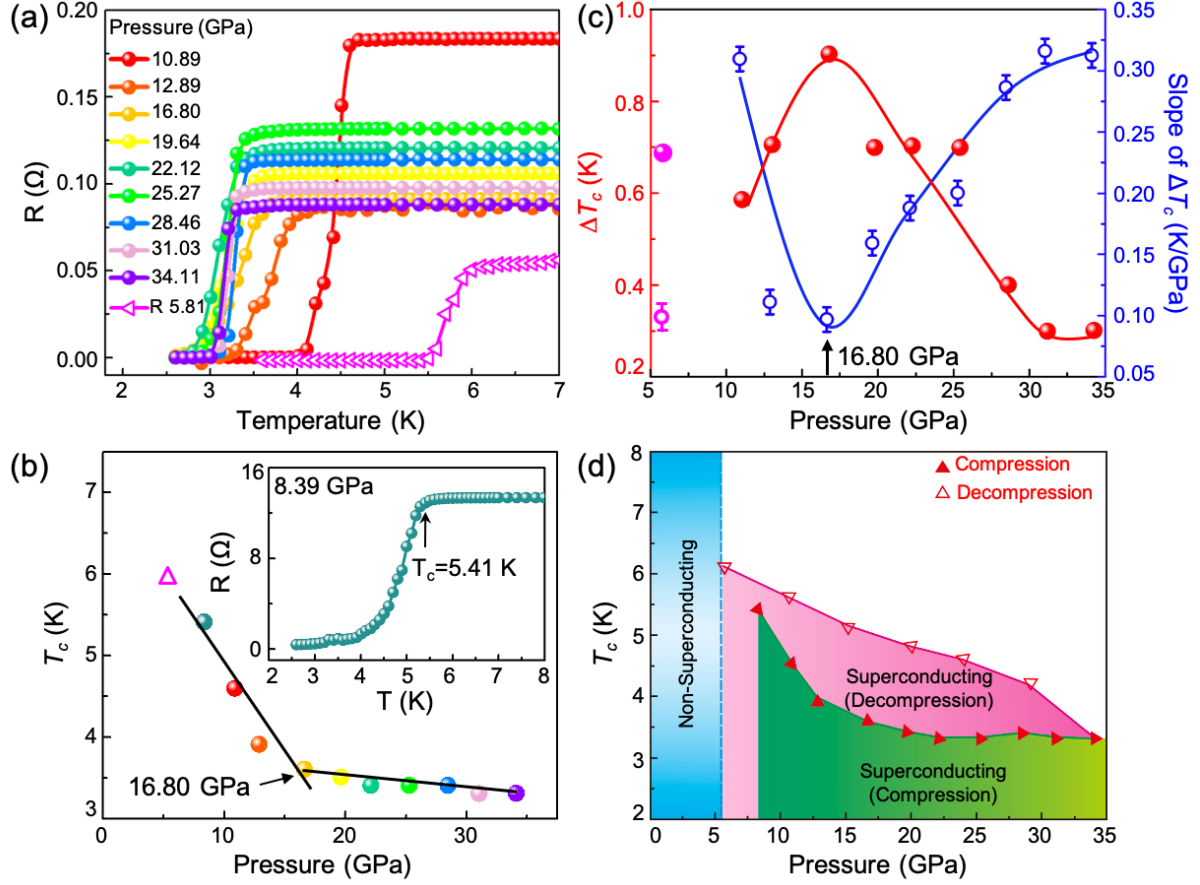 (a)
0.20
0.15
0.10
0.05
0.00
R (Ω)
Pressure (GPa)
10.89
12.89
16.80
19.64
22.12
25.27
28.46
31.03
34.11
R 5.81
2 3 4 5 6 7
Temperature (K)
(c)
1.0
0.8
0.6
0.4
0.2
ΔTc (K)
0.35
0.30
0.25
0.20
0.15
0.10
0.05
Slope of ΔTc (K/GPa)
16.80 GPa
5 10 15 20 25 30 35
Pressure (GPa)
(b)
7
6
5
4
3
Tc (K)
16.80 GPa
10 20 30
Pressure (GPa)
8.39 GPa
16
12
8
4
0
R (Ω)
Tc=5.41 K
2 3 4 5 6 7 8
T (K)
(d)
8
7
6
5
4
3
2
Tc (K)
Compression
Decompression
Non-Superconducting
Superconducting
(Decompression)
Superconducting
(Compression)
0 5 10 15 20 25 30 35
Pressure (GPa)